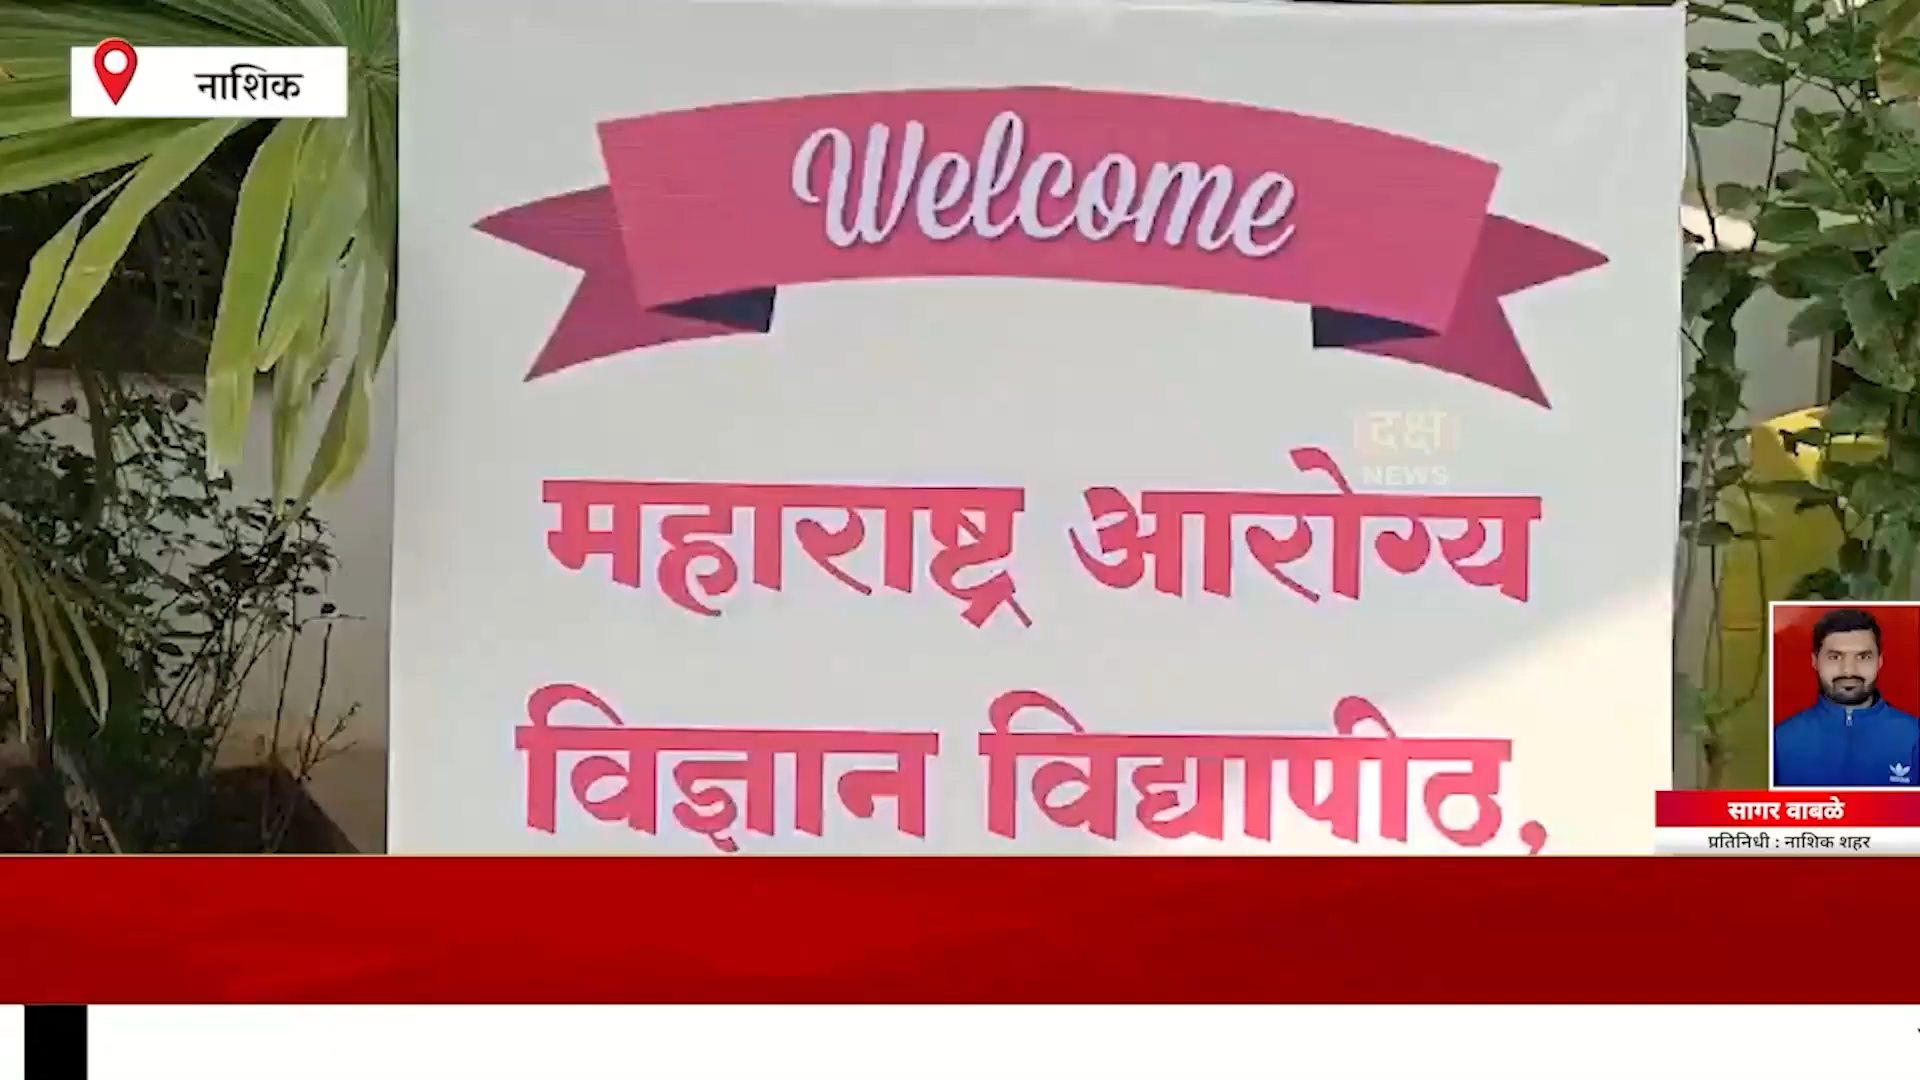 नाशिक
Welcome
दक्ष
NEWS
महाराष्ट्र आरोग्य
विज्ञान विद्यापीठ,
सागर वाबळे
प्रतिनिधी : नाशिक शहर